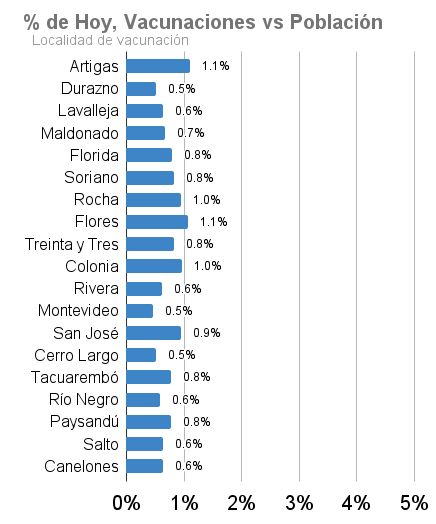 % de Hoy, Vacunaciones vs Población
Localidad de vacunación
Artigas 1.1%
Durazno 0.5%
Lavalleja 0.6%
Maldonado 0.7%
Florida 0.8%
Soriano 0.8%
Rocha 1.0%
Flores 1.1%
Treinta y Tres 0.8%
Colonia 1.0%
Rivera 0.6%
Montevideo 0.5%
San José 0.9%
Cerro Largo 0.5%
Tacuarembó 0.8%
Río Negro 0.6%
Paysandú 0.8%
Salto 0.6%
Canelones 0.6%
0% 1% 2% 3% 4% 5%